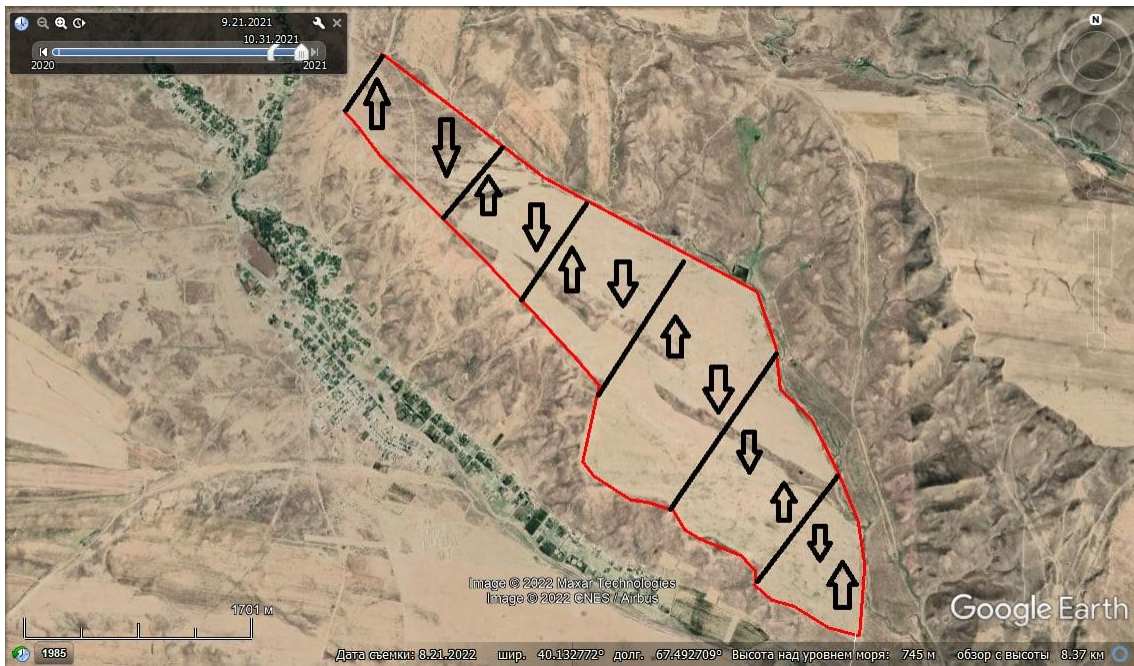 9.21.2021
10.31.2021
2020
2021
N
Image © 2022 Maxar Technologies
Image © 2022 CNES / Airbus
Google Earth
1701 м
1985
Дата съемки: 8.21.2022 шир. 40.132772° долг. 67.492709° Высота над уровнем моря: 745 м обзор с высоты 8.37 км